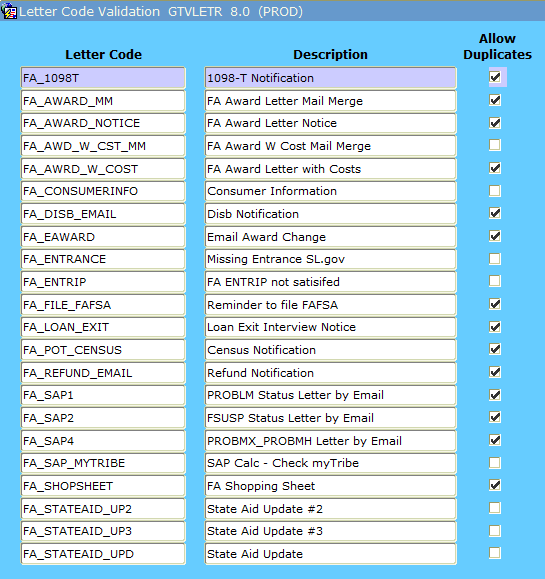 Letter Code Validation GTVLETR 8.0 (PROD)
Allow
Letter Code Description Duplicates
FA_1098T 1098-T Notification
FA_AWARD_MM FA Award Letter Mail Merge
FA_AWARD_NOTICE FA Award Letter Notice
FA_AWD_W_CST_MM FA Award W Cost Mail Merge
FA_AWRD_W_COST FA Award Letter with Costs
FA_CONSUMERINFO Consumer Information
FA_DISB_EMAIL Disb Notification
FA_EAWARD Email Award Change
FA_ENTRANCE Missing Entrance SL.gov
FA_ENTRIP FA ENTRIP not satisifed
FA_FILE_FAFSA Reminder to file FAFSA
FA_LOAN_EXIT Loan Exit Interview Notice
FA_POT_CENSUS Census Notification
FA_REFUND_EMAIL Refund Notification
FA_SAP1 PROBLM Status Letter by Email
FA_SAP2 FSUSP Status Letter by Email
FA_SAP4 PROBMX_PROBMH Letter by Email
FA_SAP_MYTRIBE SAP Calc - Check myTribe
FA_SHOPSHEET FA Shopping Sheet
FA_STATEAID_UP2 State Aid Update #2
FA_STATEAID_UP3 State Aid Update #3
FA_STATEAID_UPD State Aid Update